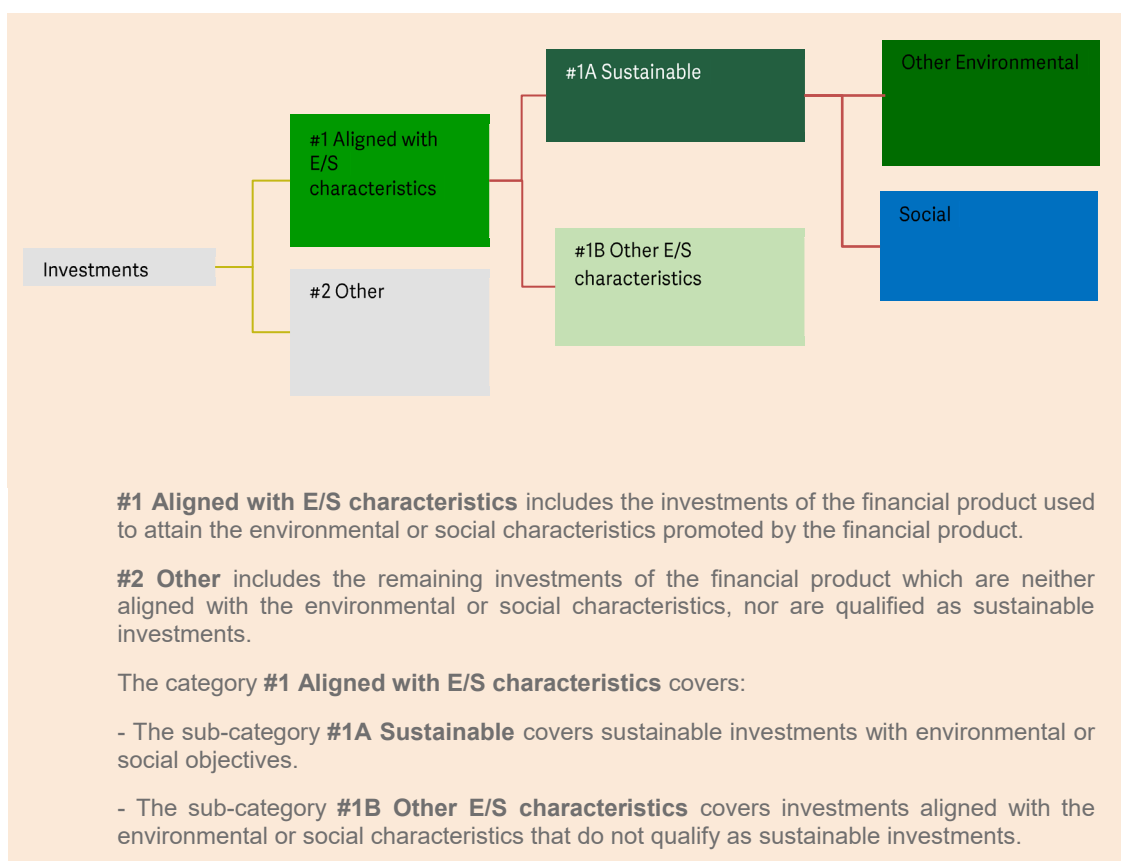 #1A Sustainable
Other Environmental
#1 Aligned with
E/S
characteristics
Social
#1B Other E/S
characteristics
Investments
#2 Other
#1 Aligned with E/S characteristics includes the investments of the financial product used
to attain the environmental or social characteristics promoted by the financial product.
#2 Other includes the remaining investments of the financial product which are neither
aligned with the environmental or social characteristics, nor are qualified as sustainable
investments.
The category #1 Aligned with E/S characteristics covers:
- The sub-category #1A Sustainable covers sustainable investments with environmental or
social objectives.
- The sub-category #1B Other E/S characteristics covers investments aligned with the
environmental or social characteristics that do not qualify as sustainable investments.